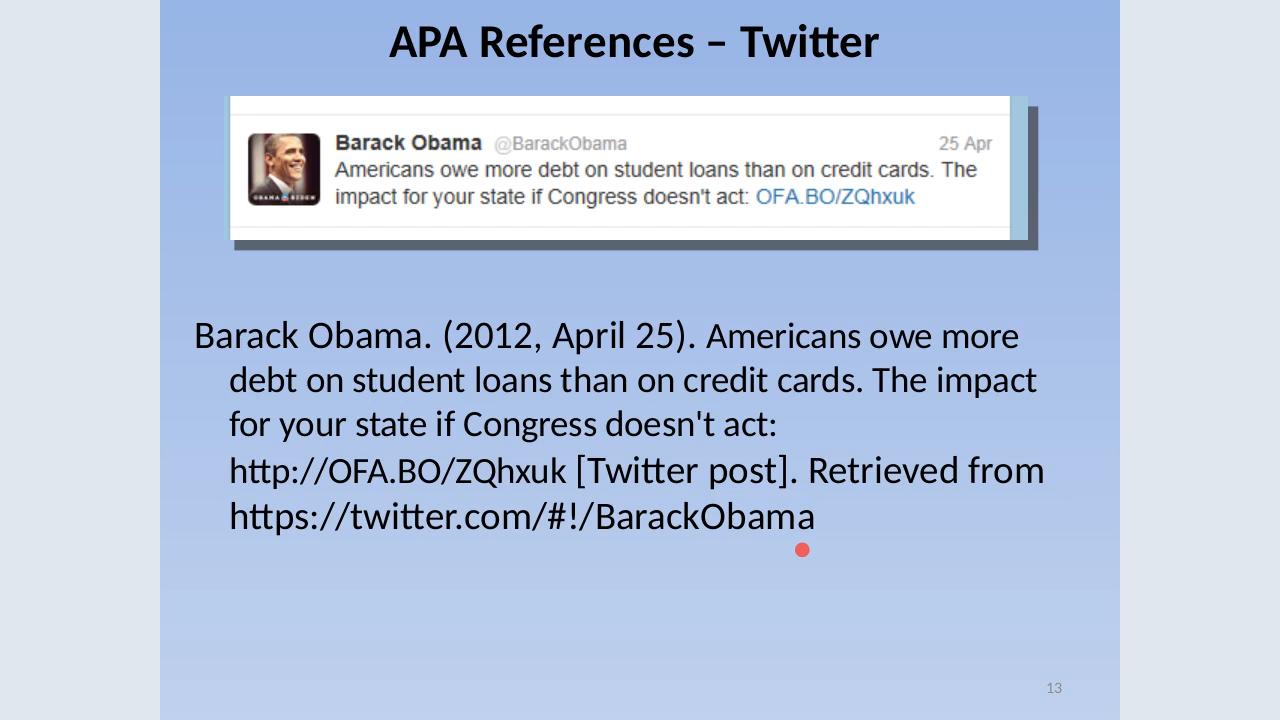 APA References – Twitter
Barack Obama @BarackObama 25 Apr
Americans owe more debt on student loans than on credit cards. The
impact for your state if Congress doesn't act: OFA.BO/ZQhxuk
OBAMA BIDEN
Barack Obama. (2012, April 25). Americans owe more
debt on student loans than on credit cards. The impact
for your state if Congress doesn't act:
http://OFA.BO/ZQhxuk [Twitter post]. Retrieved from
https://twitter.com/#!/BarackObama
13